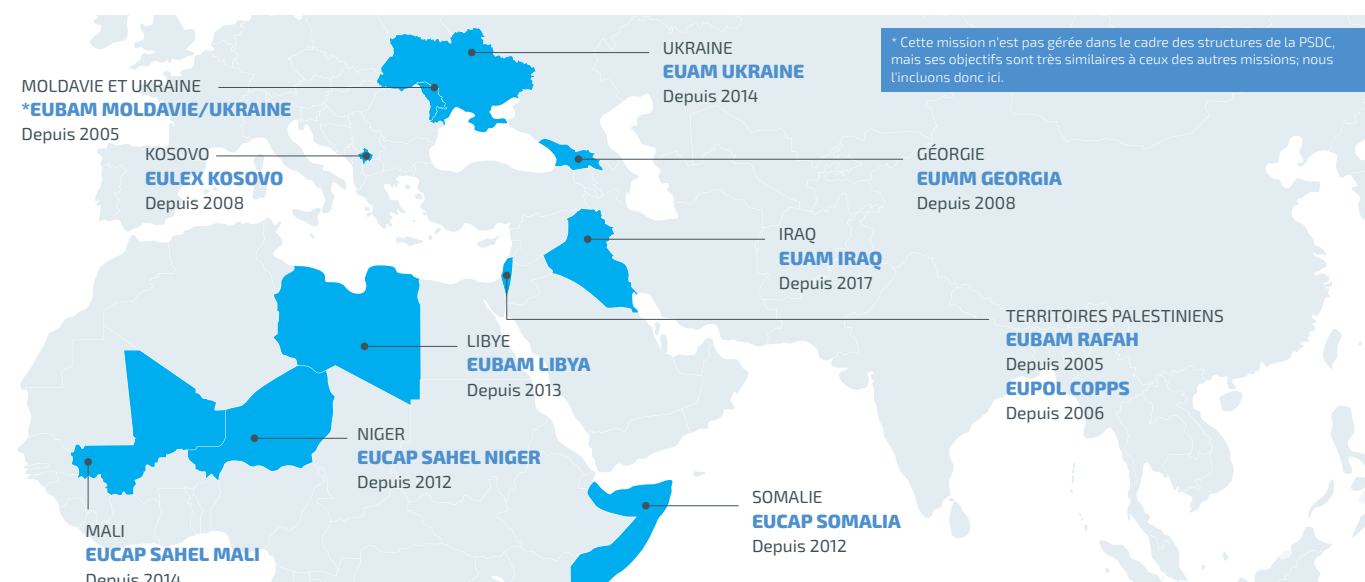 * Cette mission n'est pas gérée dans le cadre des structures de la PSDC,
mais ses objectifs sont très similaires à ceux des autres missions; nous
l'incluons donc ici.
UKRAINE
EUAM UKRAINE
Depuis 2014
MOLDAVIE ET UKRAINE
*EUBAM MOLDAVIE/UKRAINE
Depuis 2005
KOSOVO
EULEX KOSOVO
Depuis 2008
GÉORGIE
EUMM GEORGIA
Depuis 2008
IRAQ
EUAM IRAQ
Depuis 2017
TERRITOIRES PALESTINIENS
EUBAM RAFAH
Depuis 2005
EUPOL COPPS
Depuis 2006
LIBYE
EUBAM LIBYA
Depuis 2013
NIGER
EUCAP SAHEL NIGER
Depuis 2012
SOMALIE
EUCAP SOMALIA
Depuis 2012
MALI
EUCAP SAHEL MALI
Depuis 2014